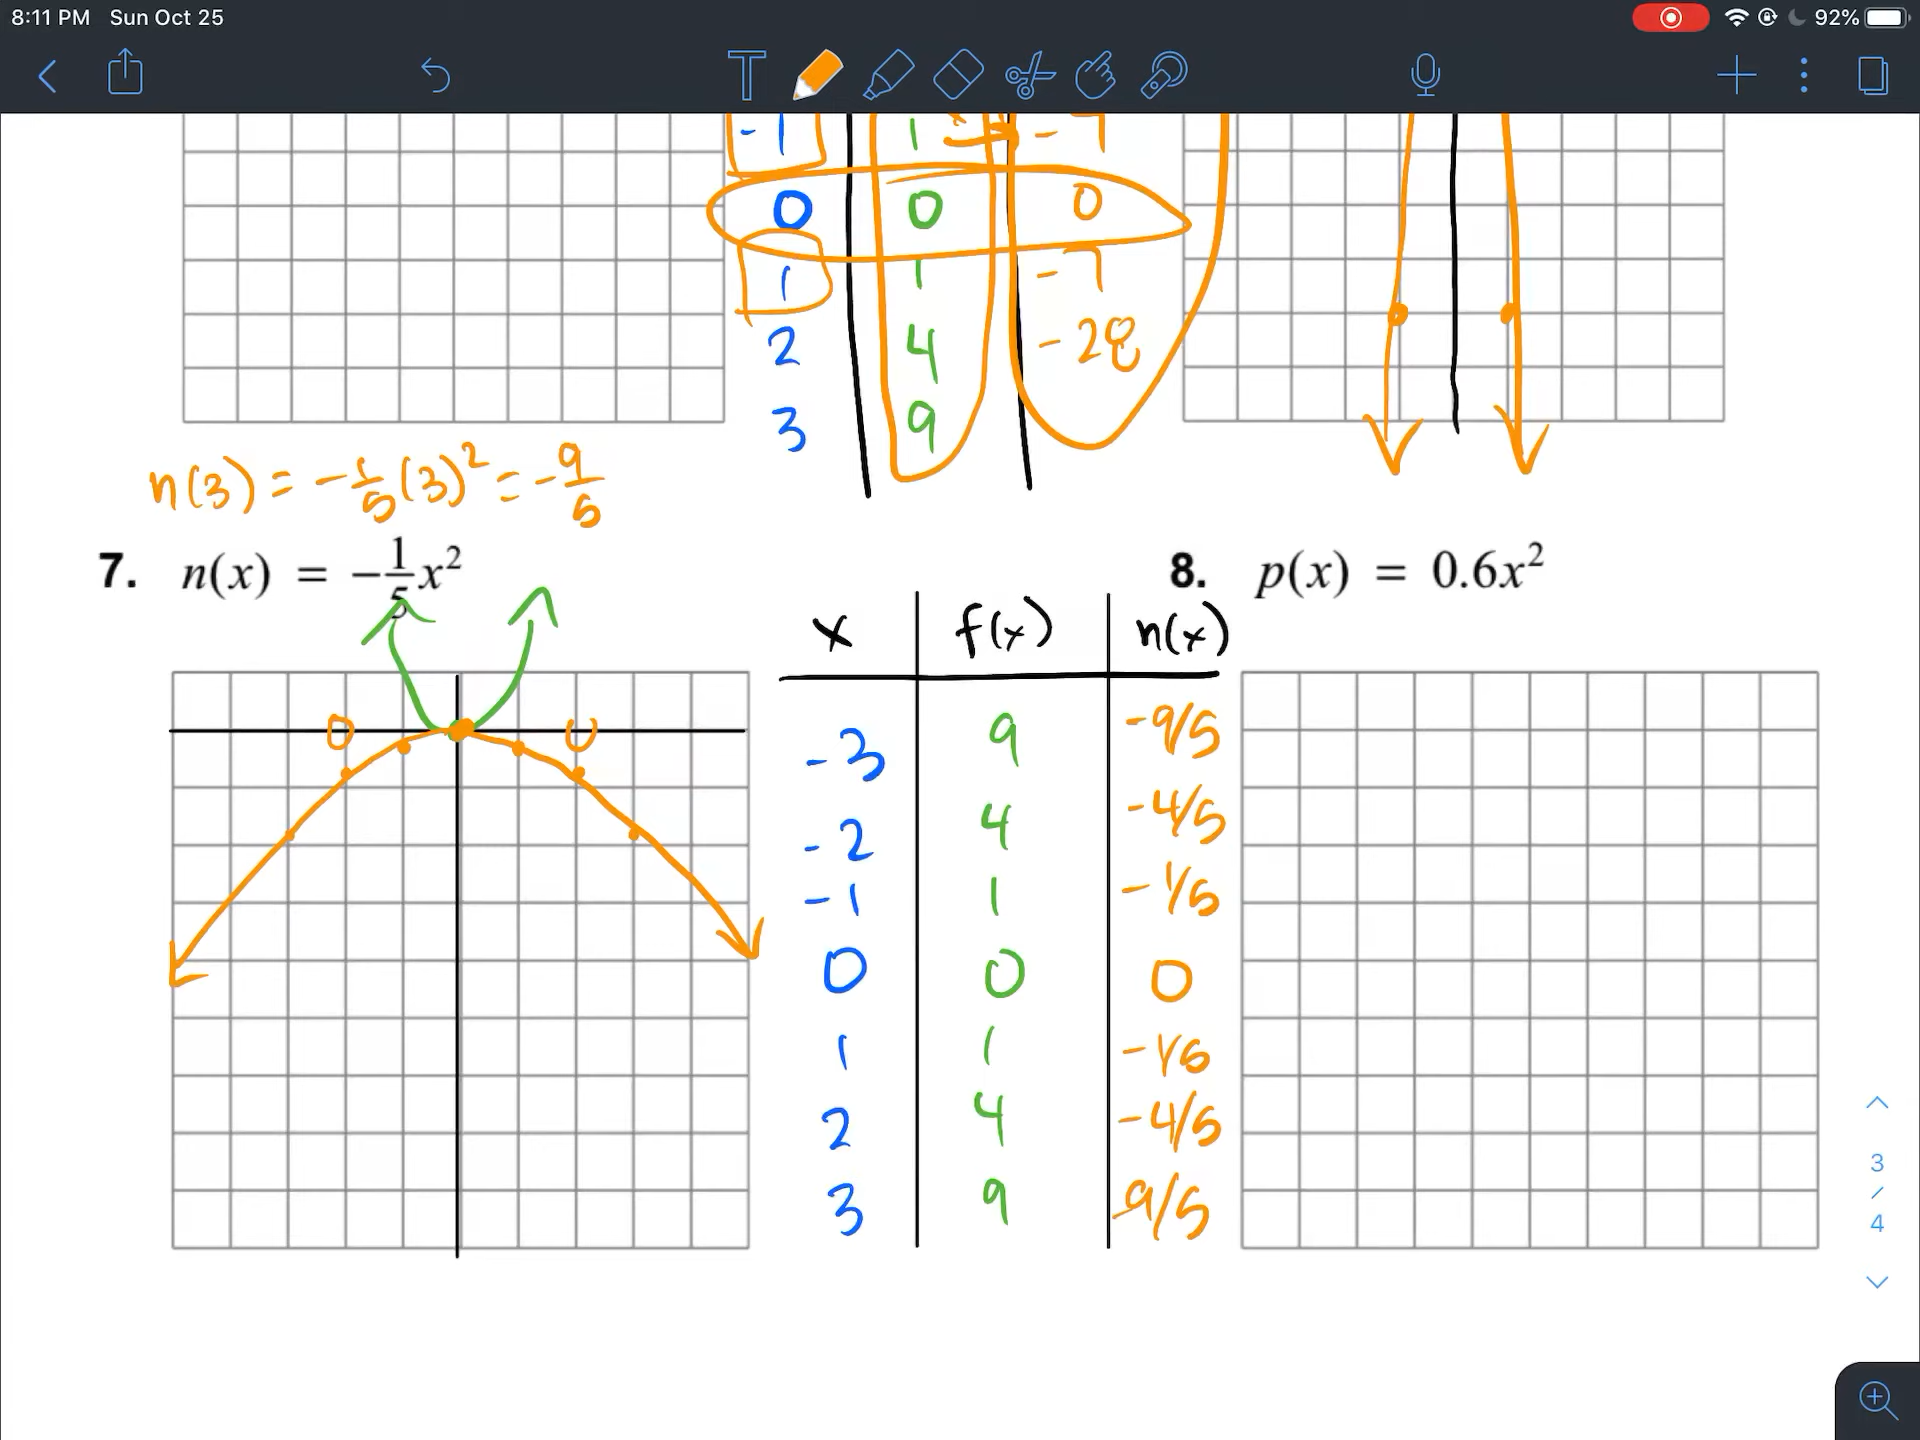 8:11 PM Sun Oct 25 92%
T
-1 1 -7
0 0 0
1 1 -7
2 4 -28
3 9
n(3) = -1/5(3)² = -9/5
7. n(x) = -1/5x²
8. p(x) = 0.6x²
x f(x) n(x)
-3 9 -9/5
-2 4 -4/5
-1 1 -1/5
0 0 0
1 1 -1/5
2 4 -4/5
3 9 -9/5
3
/
4